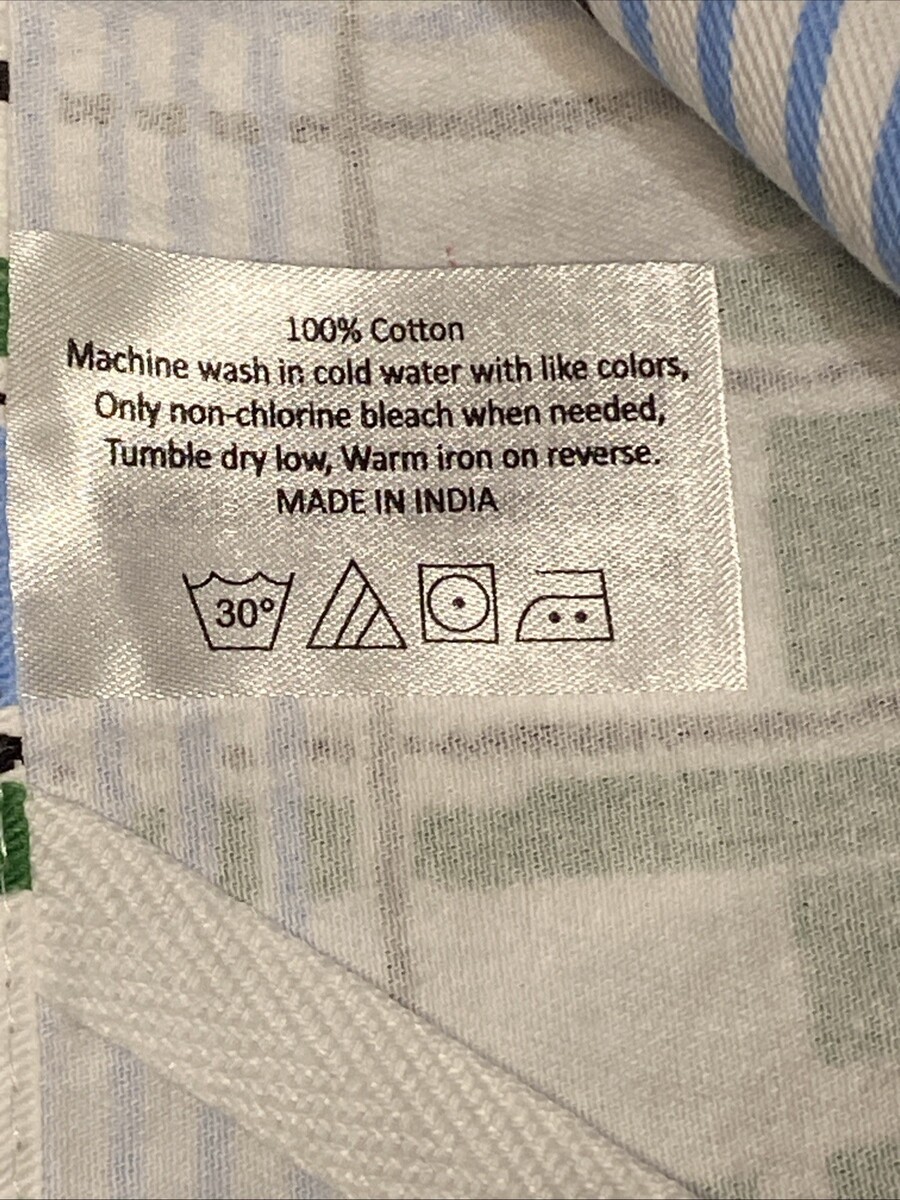 100% Cotton
Machine wash in cold water with like colors,
Only non-chlorine bleach when needed,
Tumble dry low, Warm iron on reverse.
MADE IN INDIA
30°